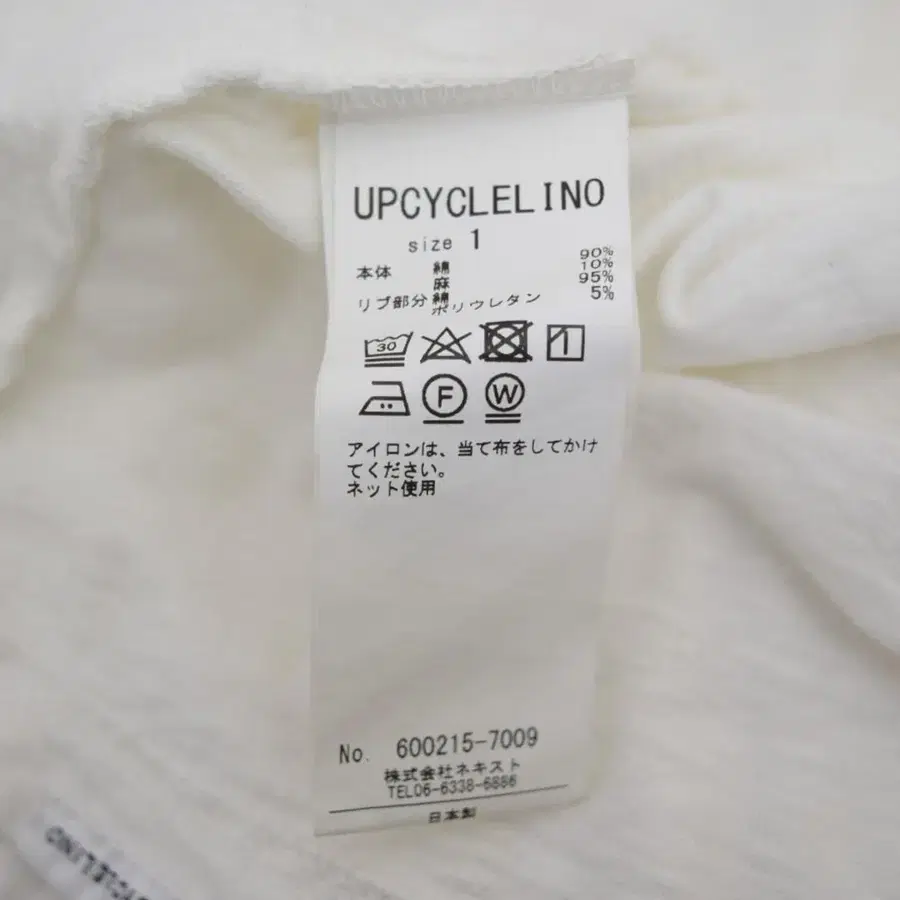 UPCYCLELINO
size 1
本体 綿 90%
麻 10%
リブ部分 綿 95%
ポリウレタン 5%
30
F W
アイロンは、当て布をしてかけ
てください。
ネット使用
No. 600215-7009
株式会社ネキスト
TEL06-6338-6886
日本製